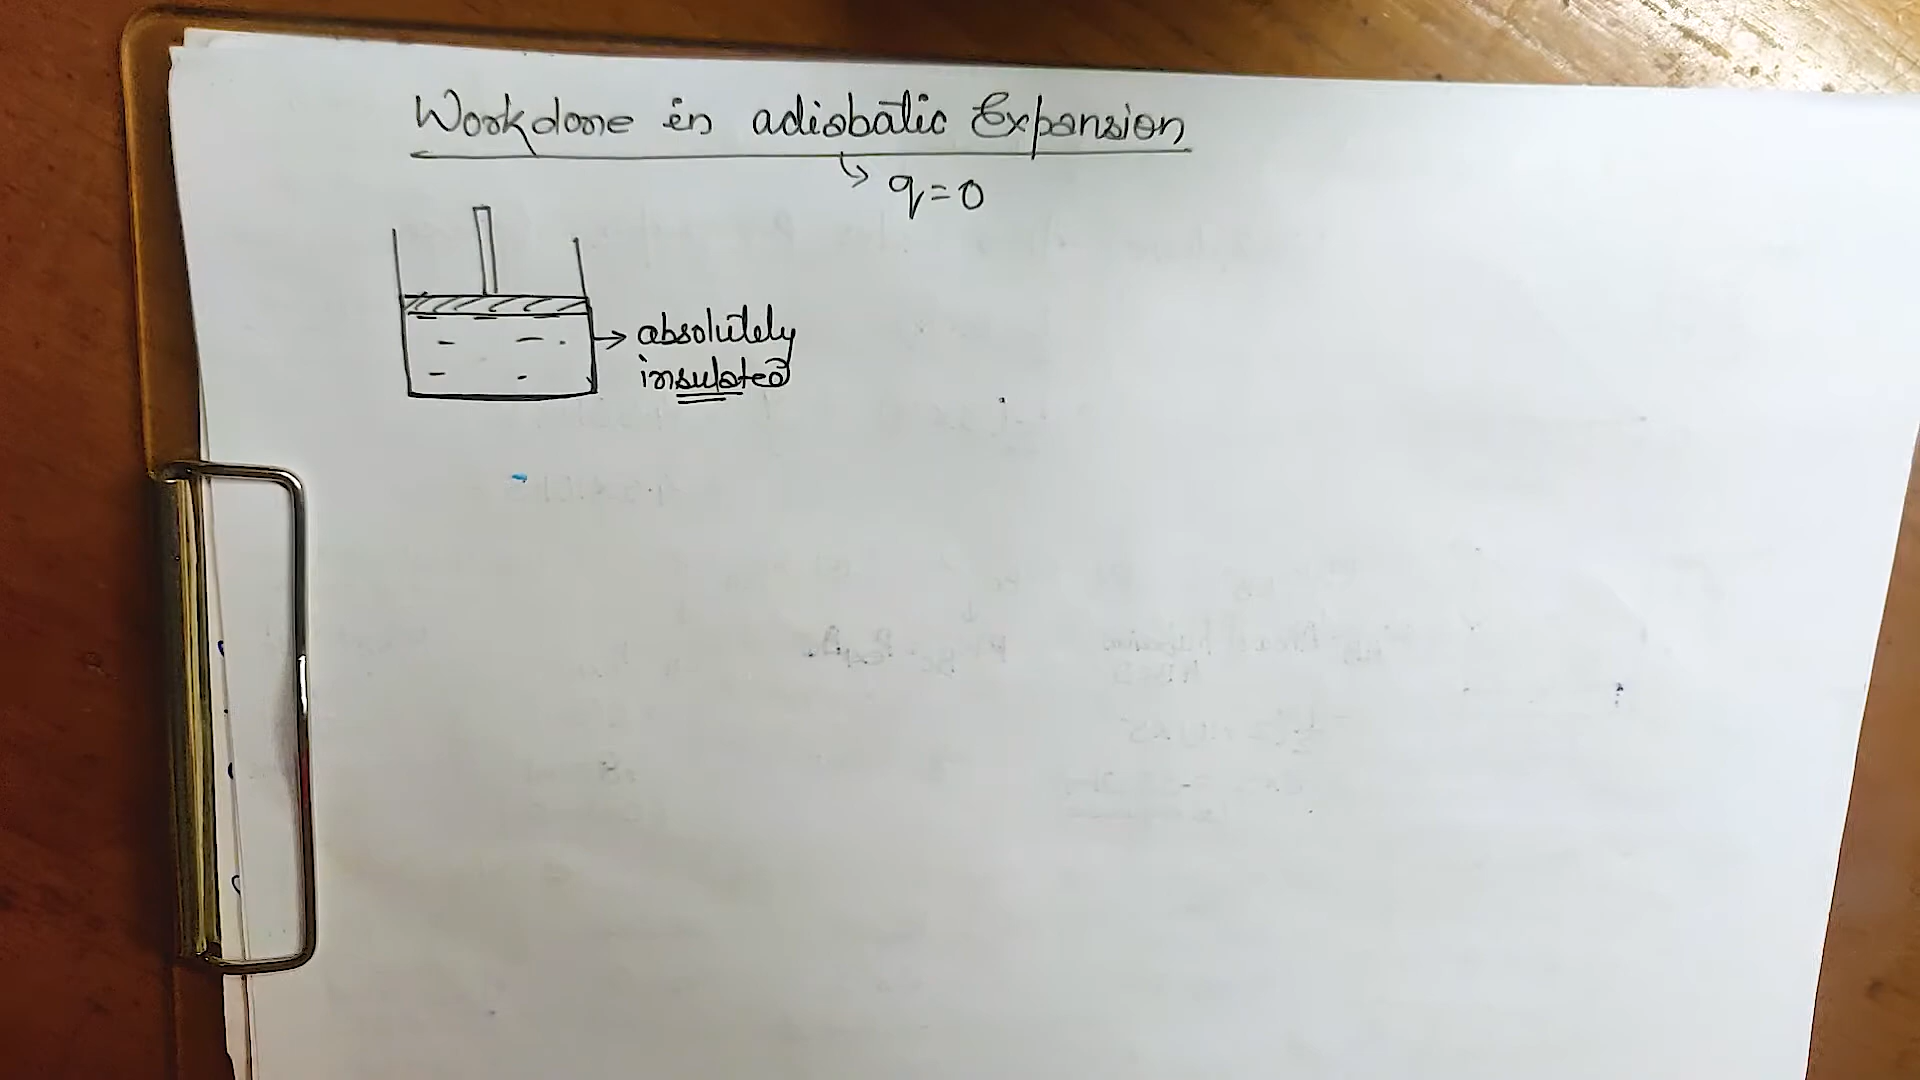 Workdone in adiabatic Expansion
↳ q=0
→ absolutely
insulated